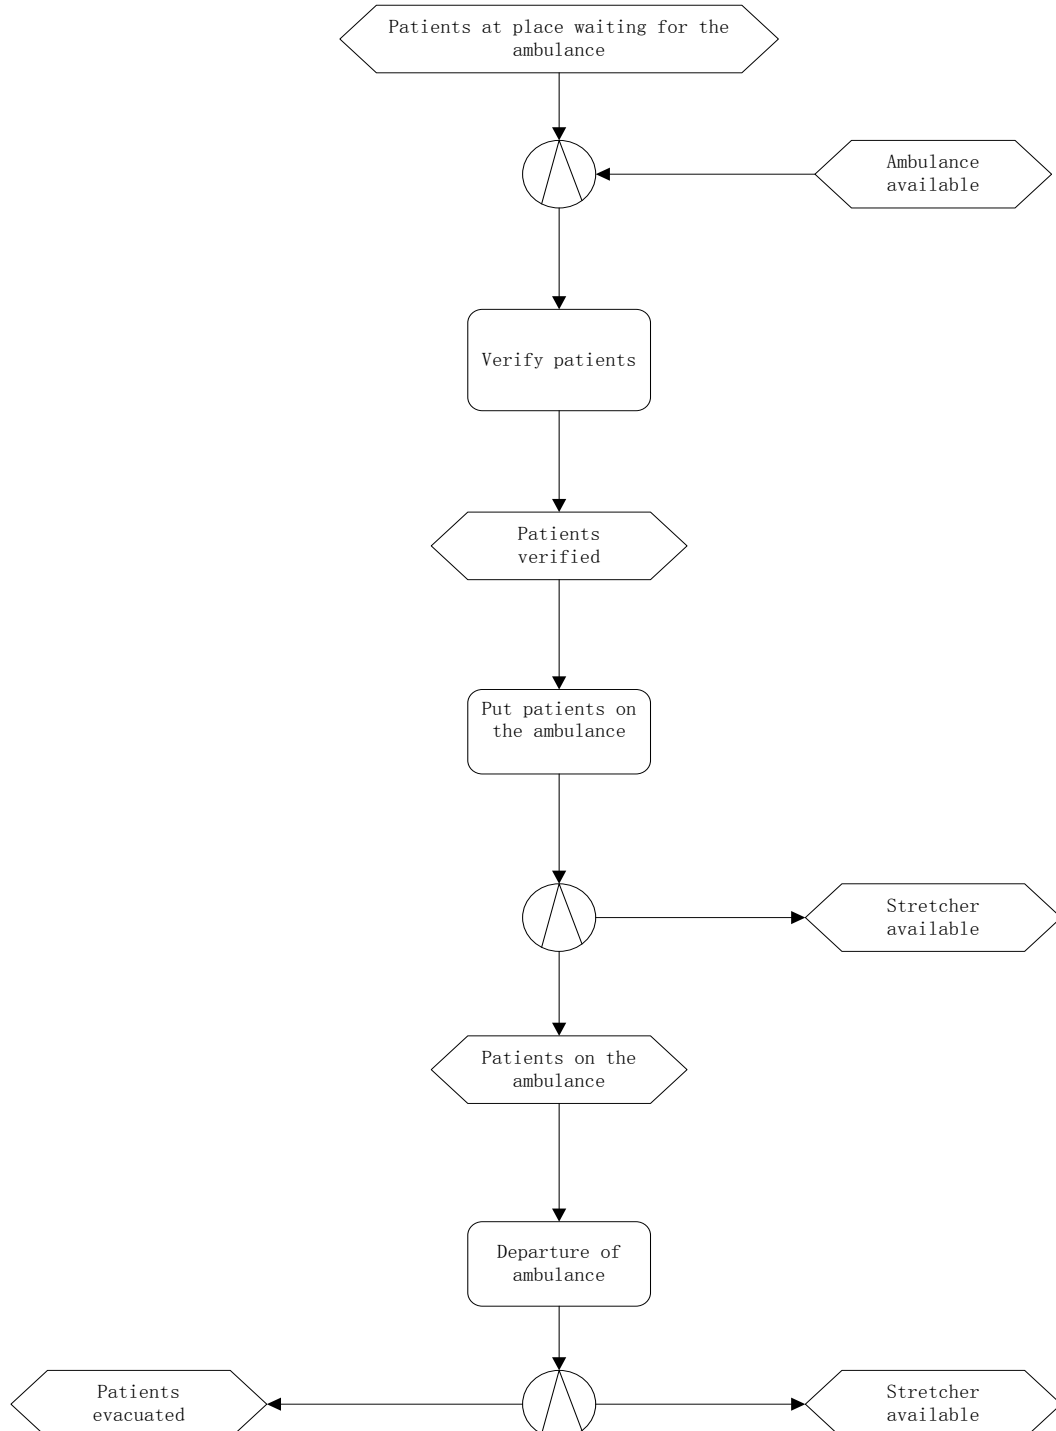 Patients at place waiting for the
ambulance
Ambulance
available
Verify patients
Patients
verified
Put patients on
the ambulance
Stretcher
available
Patients on the
ambulance
Departure of
ambulance
Patients
evacuated
Stretcher
available